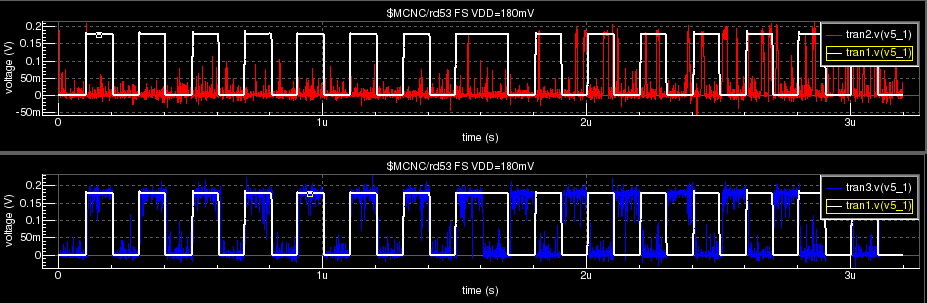 $MCNC/rd53 FS VDD=180mV
voltage (V)
0.2
0.15
0.1
50m
0
-50m
tran2.v(v5_1)
tran1.v(v5_1)
0
1u
2u
3u
time (s)
$MCNC/rd53 FS VDD=180mV
voltage (V)
0.2
0.15
0.1
50m
0
tran3.v(v5_1)
tran1.v(v5_1)
0
1u
2u
3u
time (s)